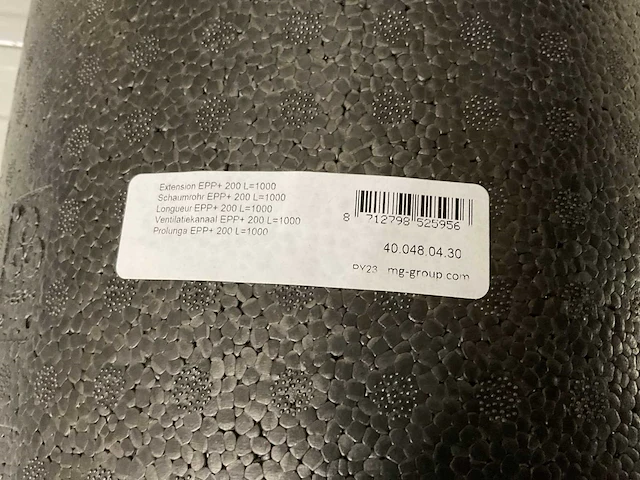 Extension EPP+ 200 L=1000
Schaumrohr EPP+ 200 L=1000
Longueur EPP+ 200 L=1000
Ventilatiekanaal EPP+ 200 L=1000
Prolunga EPP+ 200 L=1000
8 712798 525956
40.048.04.30
PY23 mg-group.com